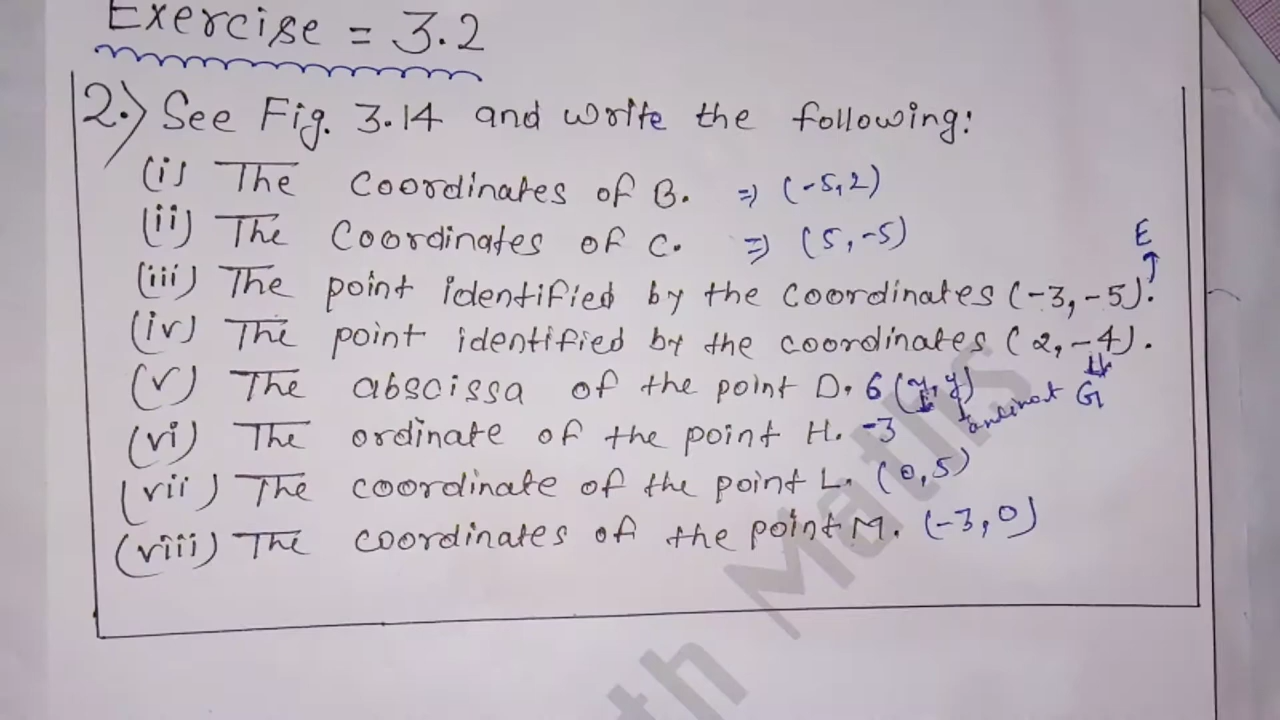 Exercise = 3.2
2.) See Fig. 3.14 and write the following:
(i) The coordinates of B. ⇒ (-5,2)
(ii) The Coordinates of C. ⇒ (5,-5)
E
(iii) The point identified by the coordinates (-3,-5).
(iv) The point identified by the coordinates (2,-4).
(v) The abscissa of the point D. 6 (x,y)
G
(vi) The ordinate of the point H. -3
(vii) The coordinate of the point L. (0,5)
(viii) The coordinates of the point M. (-3,0)
th Maths